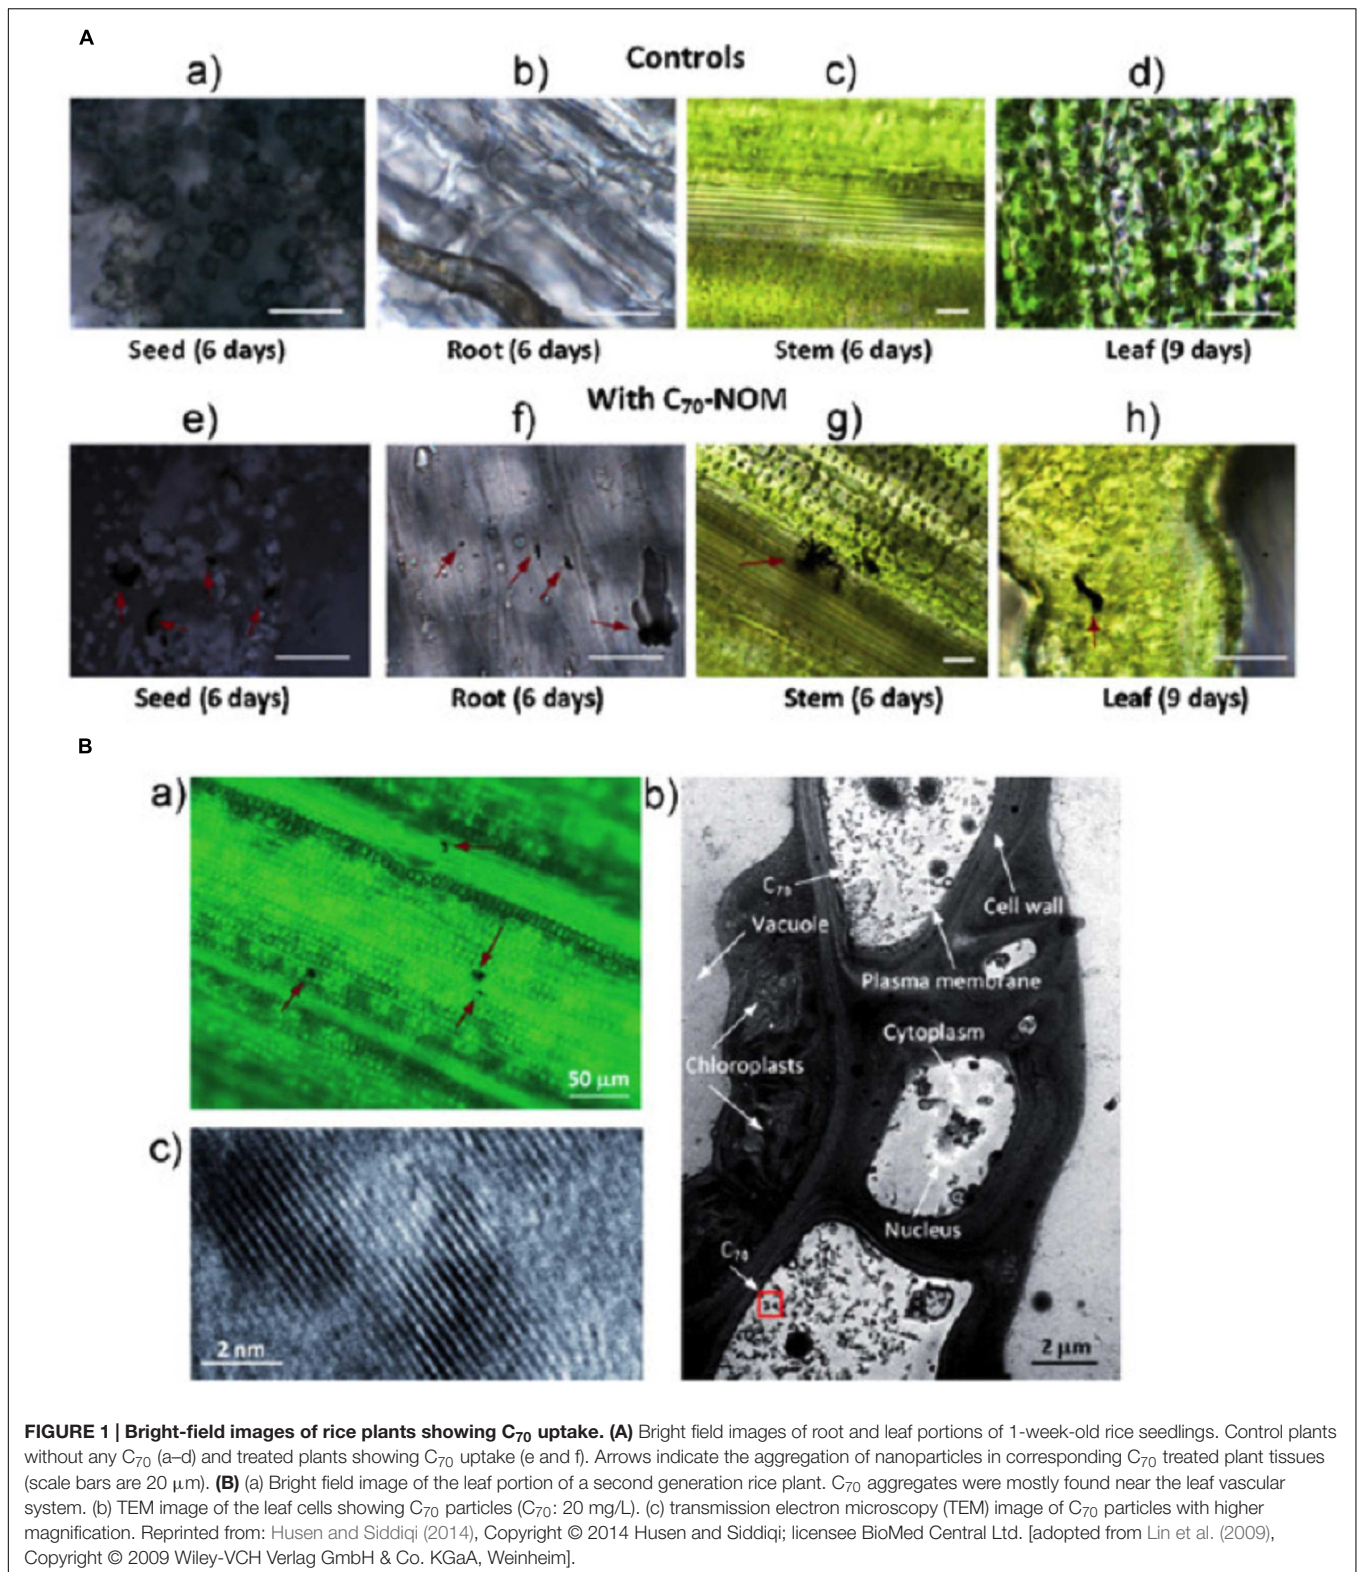 A
Controls
a) b) c) d)
Seed (6 days) Root (6 days) Stem (6 days) Leaf (9 days)
With C₇₀-NOM
e) f) g) h)
Seed (6 days) Root (6 days) Stem (6 days) Leaf (9 days)
B
a) b)
C₇₀
Cell wall
Vacuole
Plasma membrane
Cytoplasm
Chloroplasts
50 μm
c)
Nucleus
C₇₀
2 nm
2 μm
FIGURE 1 | Bright-field images of rice plants showing C₇₀ uptake. (A) Bright field images of root and leaf portions of 1-week-old rice seedlings. Control plants
without any C₇₀ (a–d) and treated plants showing C₇₀ uptake (e and f). Arrows indicate the aggregation of nanoparticles in corresponding C₇₀ treated plant tissues
(scale bars are 20 μm). (B) (a) Bright field image of the leaf portion of a second generation rice plant. C₇₀ aggregates were mostly found near the leaf vascular
system. (b) TEM image of the leaf cells showing C₇₀ particles (C₇₀: 20 mg/L). (c) transmission electron microscopy (TEM) image of C₇₀ particles with higher
magnification. Reprinted from: Husen and Siddiqi (2014), Copyright © 2014 Husen and Siddiqi; licensee BioMed Central Ltd. [adopted from Lin et al. (2009),
Copyright © 2009 Wiley-VCH Verlag GmbH & Co. KGaA, Weinheim].